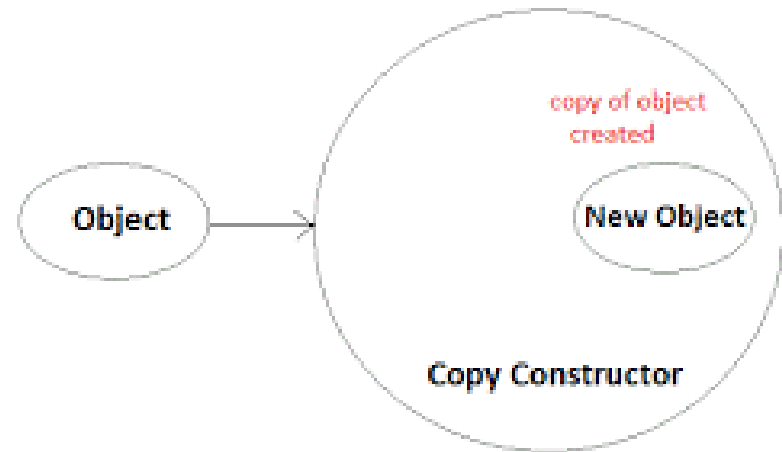 copy of object
created
Object
New Object
Copy Constructor